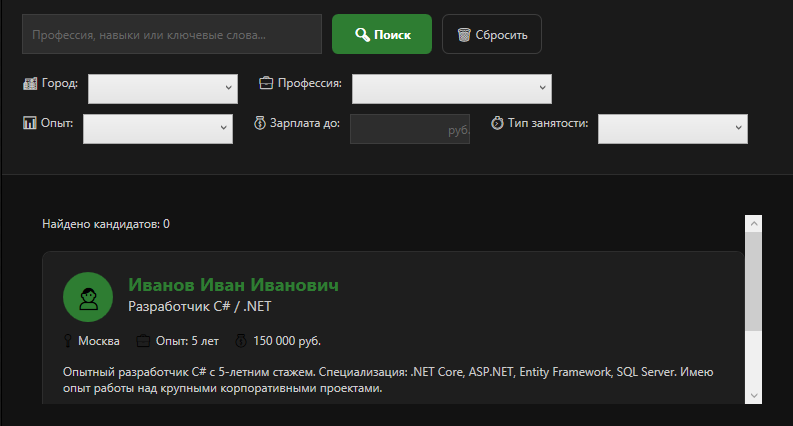 Профессия, навыки или ключевые слова...
Поиск
Сбросить
Город:
Профессия:
Опыт:
Зарплата до:
руб.
Тип занятости:
Найдено кандидатов: 0
Иванов Иван Иванович
Разработчик C# / .NET
Москва
Опыт: 5 лет
150 000 руб.
Опытный разработчик C# с 5-летним стажем. Специализация: .NET Core, ASP.NET, Entity Framework, SQL Server. Имею
опыт работы над крупными корпоративными проектами.